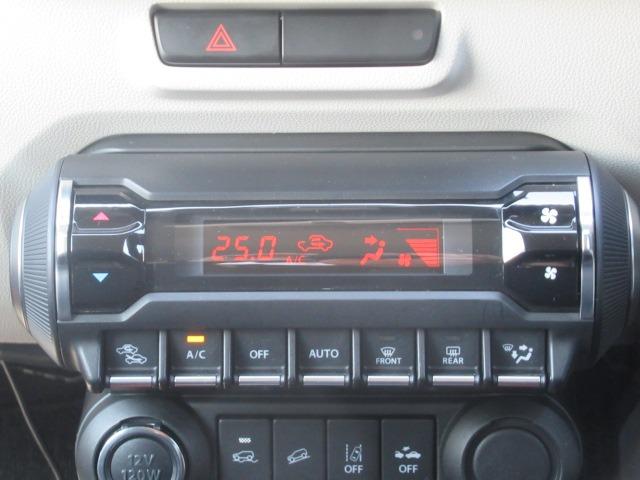 25.0
A/C
A/C
OFF
AUTO
FRONT
REAR
12V
120W
OFF
OFF